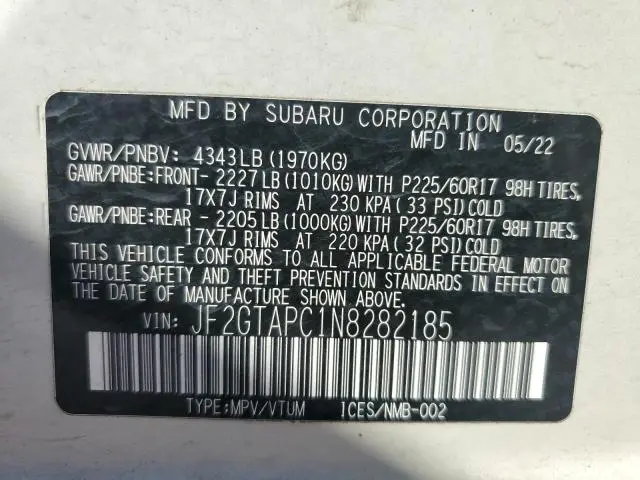 MFD BY SUBARU CORPORATION
MFD IN 05/22
GVWR/PNBV: 4343LB(1970KG)
GAWR/PNBE:FRONT- 2227LB(1010KG)WITH P225/60R17 98H TIRES,
17X7J RIMS AT 230 KPA(33 PSI)COLD
GAWR/PNBE:REAR - 2205LB(1000KG)WITH P225/60R17 98H TIRES,
17X7J RIMS AT 220 KPA(32 PSI)COLD
THIS VEHICLE CONFORMS TO ALL APPLICABLE FEDERAL MOTOR
VEHICLE SAFETY AND THEFT PREVENTION STANDARDS IN EFFECT ON
THE DATE OF MANUFACTURE SHOWN ABOVE.
VIN: JF2GTAPC1N8282185
TYPE:MPV/VTUM ICES/NMB-002